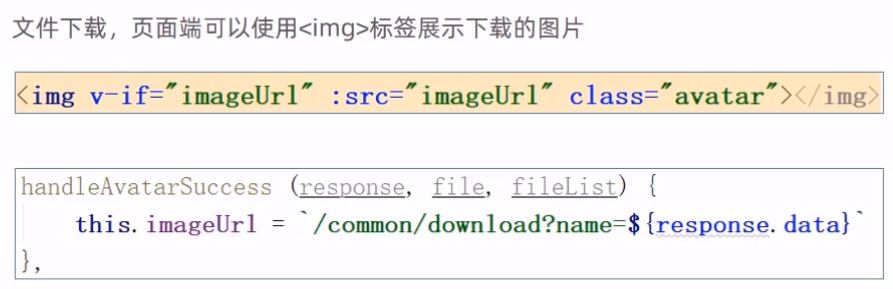 文件下载，页面端可以使用<img>标签展示下载的图片
<img v-if="imageUrl" :src="imageUrl" class="avatar"></img>
handleAvatarSuccess (response, file, fileList) {
this.imageUrl = `/common/download?name=${response.data}`
},